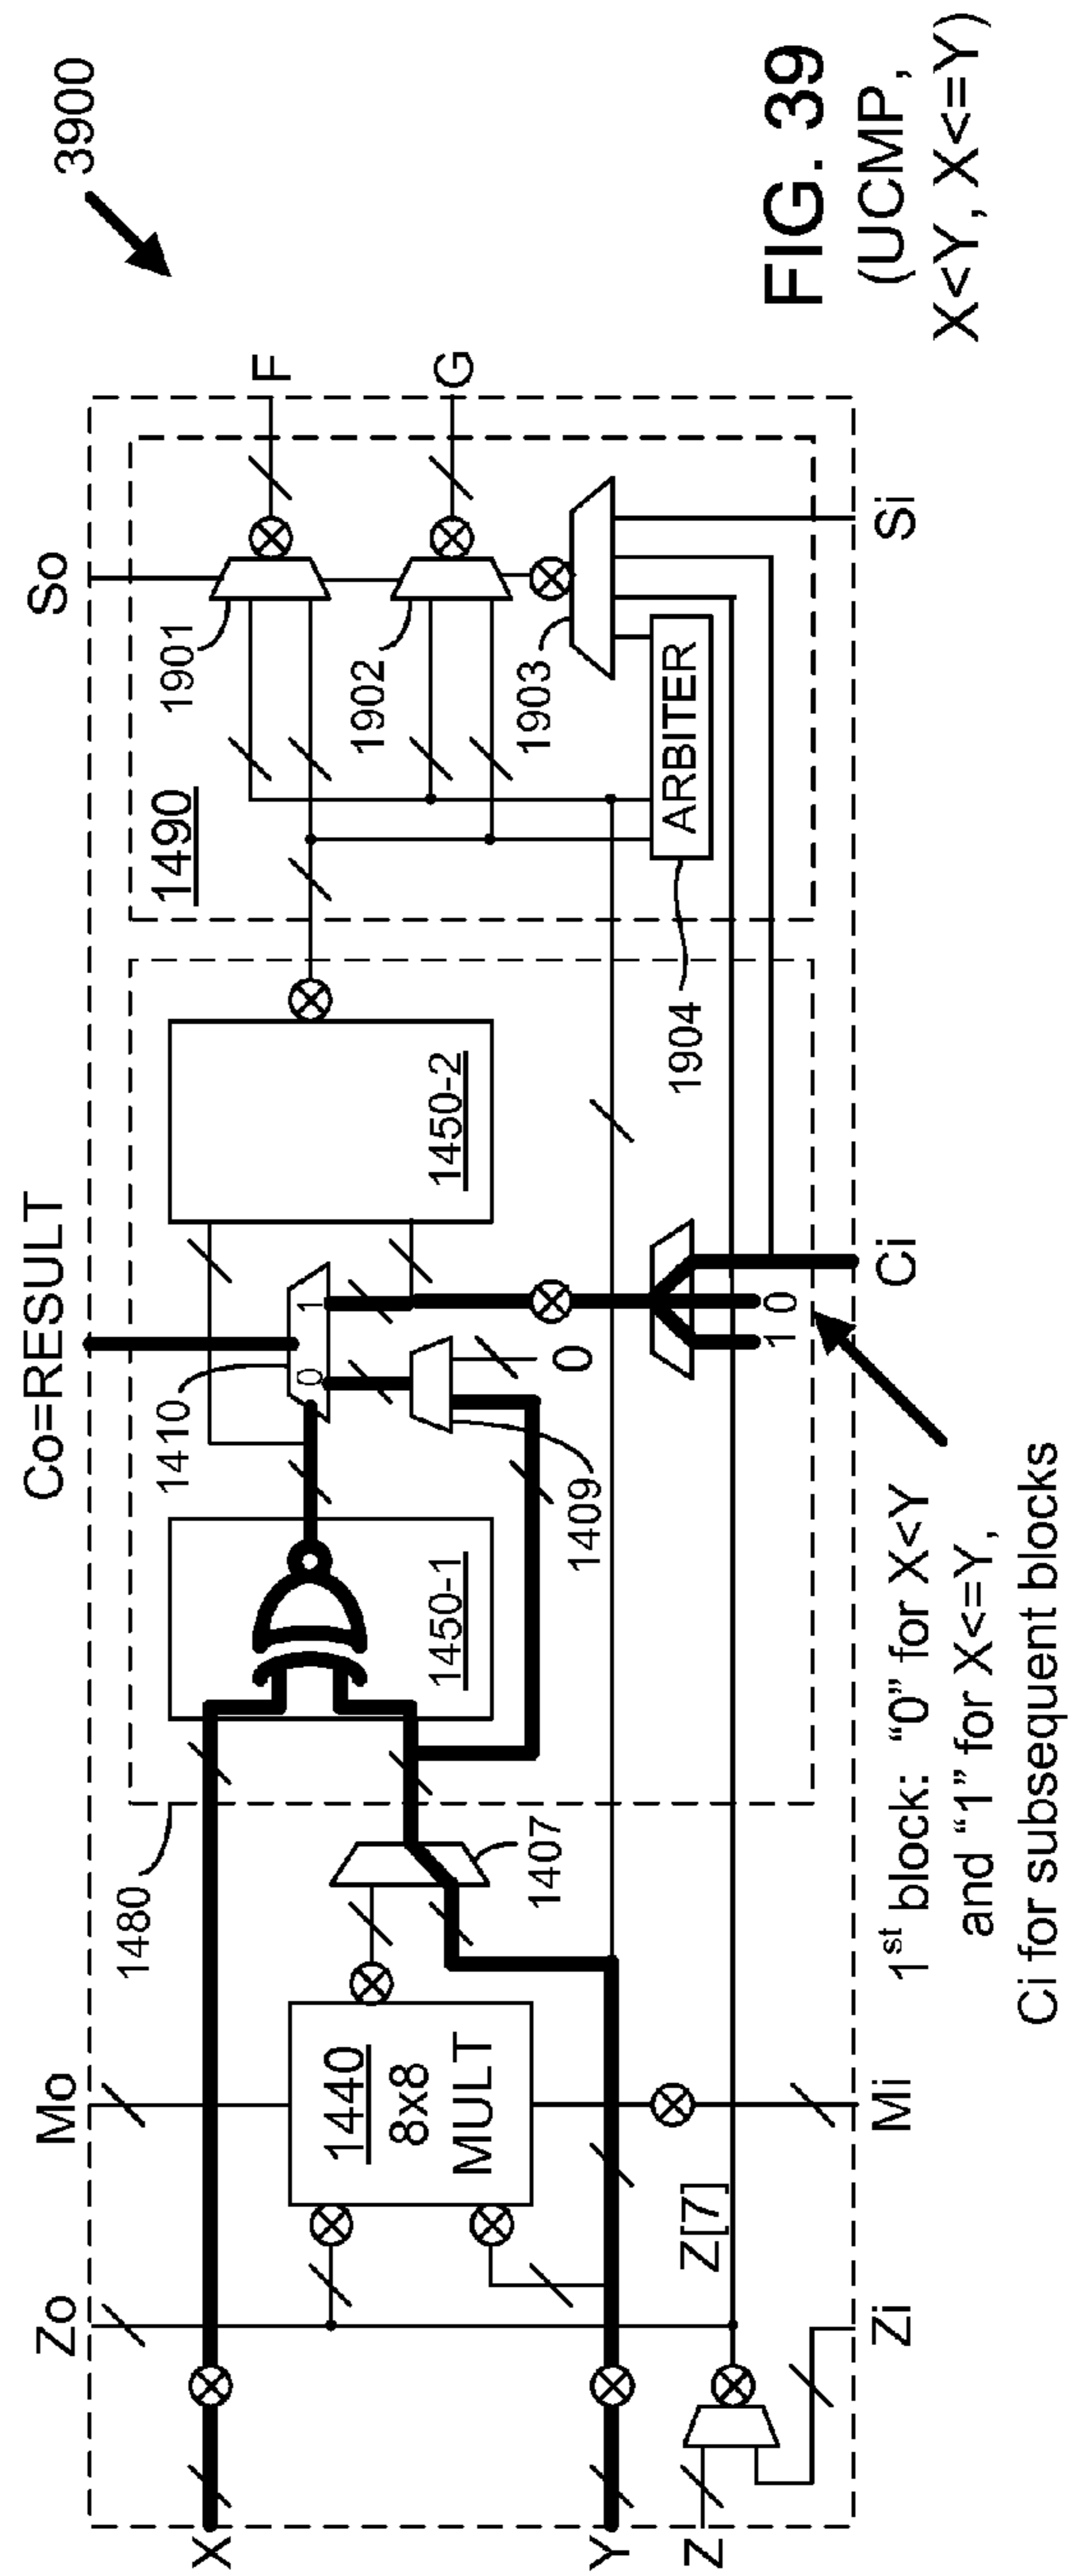 3900
Co=RESULT
So
Mo
Zo
F
G
1901
1902
1903
1490
ARBITER
1904
1450-2
1410
0
1
1409
0
1450-1
1480
1407
1440
8x8
MULT
X
Y
Z
Z[7]
1 0
Zi
Mi
Ci
Si
1st block: "0" for X<Y
and "1" for X<=Y,
Ci for subsequent blocks
FIG. 39
(UCMP,
X<Y, X<=Y)